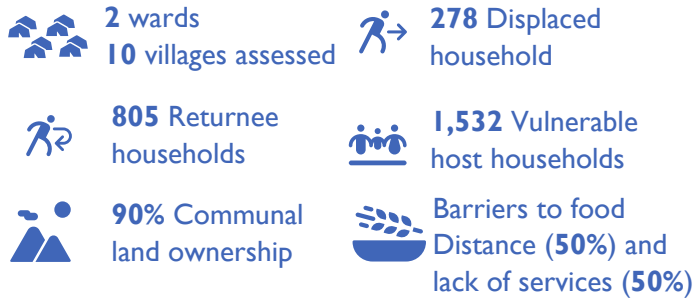 2 wards
10 villages assessed
278 Displaced
household
805 Returnee
households
1,532 Vulnerable
host households
90% Communal
land ownership
Barriers to food
Distance (50%) and
lack of services (50%)